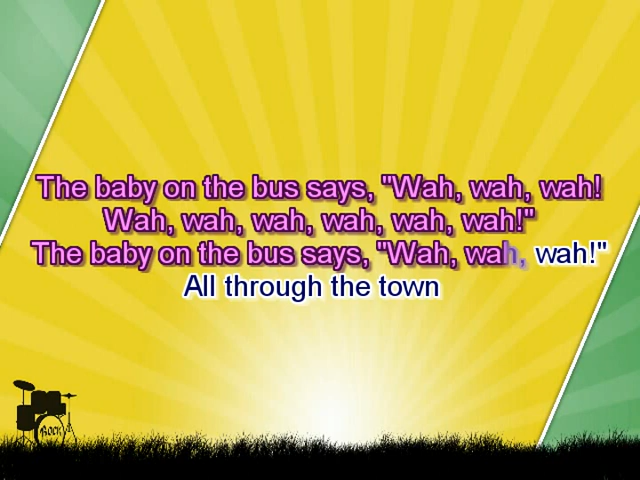 The baby on the bus says, "Wah, wah, wah!
Wah, wah, wah, wah, wah, wah!"
The baby on the bus says, "Wah, wah, wah!"
All through the town
ROCK